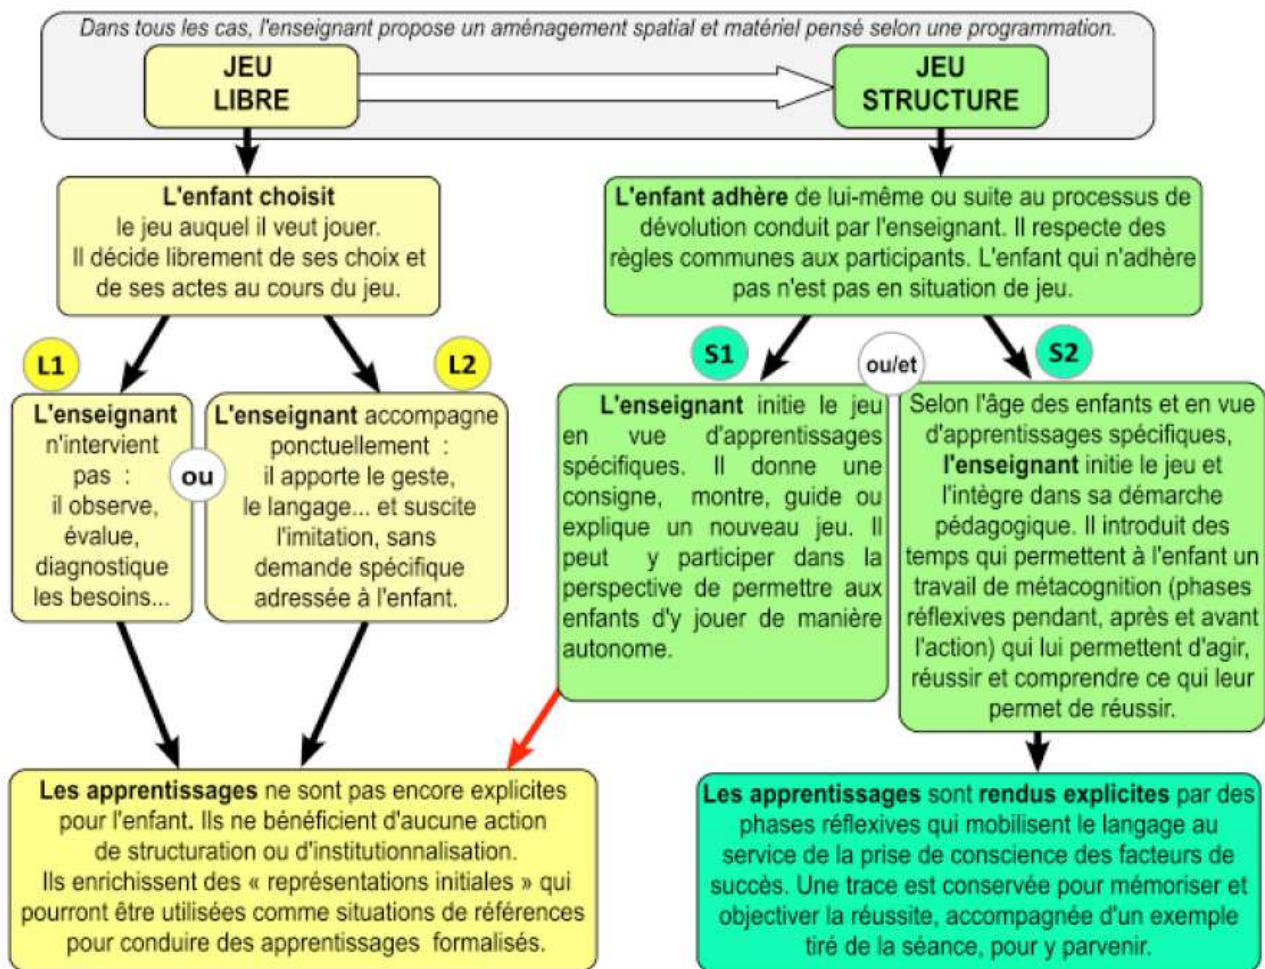 Dans tous les cas, l'enseignant propose un aménagement spatial et matériel pensé selon une programmation.
JEU
LIBRE
JEU
STRUCTURE
L'enfant choisit
le jeu auquel il veut jouer.
Il décide librement de ses choix et
de ses actes au cours du jeu.
L'enfant adhère de lui-même ou suite au processus de
dévolution conduit par l'enseignant. Il respecte des
règles communes aux participants. L'enfant qui n'adhère
pas n'est pas en situation de jeu.
L1
L2
S1
ou/et
S2
L'enseignant
n'intervient
pas :
il observe,
évalue,
diagnostique
les besoins...
ou
L'enseignant accompagne
ponctuellement :
il apporte le geste,
le langage... et suscite
l'imitation, sans
demande spécifique
adressée à l'enfant.
L'enseignant initie le jeu
en vue d'apprentissages
spécifiques. Il donne une
consigne, montre, guide ou
explique un nouveau jeu. Il
peut y participer dans la
perspective de permettre aux
enfants d'y jouer de manière
autonome.
Selon l'âge des enfants et en vue
d'apprentissages spécifiques,
l'enseignant initie le jeu et
l'intègre dans sa démarche
pédagogique. Il introduit des
temps qui permettent à l'enfant un
travail de métacognition (phases
réflexives pendant, après et avant
l'action) qui lui permettent d'agir,
réussir et comprendre ce qui leur
permet de réussir.
Les apprentissages ne sont pas encore explicites
pour l'enfant. Ils ne bénéficient d'aucune action
de structuration ou d'institutionnalisation.
Ils enrichissent des « représentations initiales » qui
pourront être utilisées comme situations de références
pour conduire des apprentissages formalisés.
Les apprentissages sont rendus explicites par des
phases réflexives qui mobilisent le langage au
service de la prise de conscience des facteurs de
succès. Une trace est conservée pour mémoriser et
objectiver la réussite, accompagnée d'un exemple
tiré de la séance, pour y parvenir.